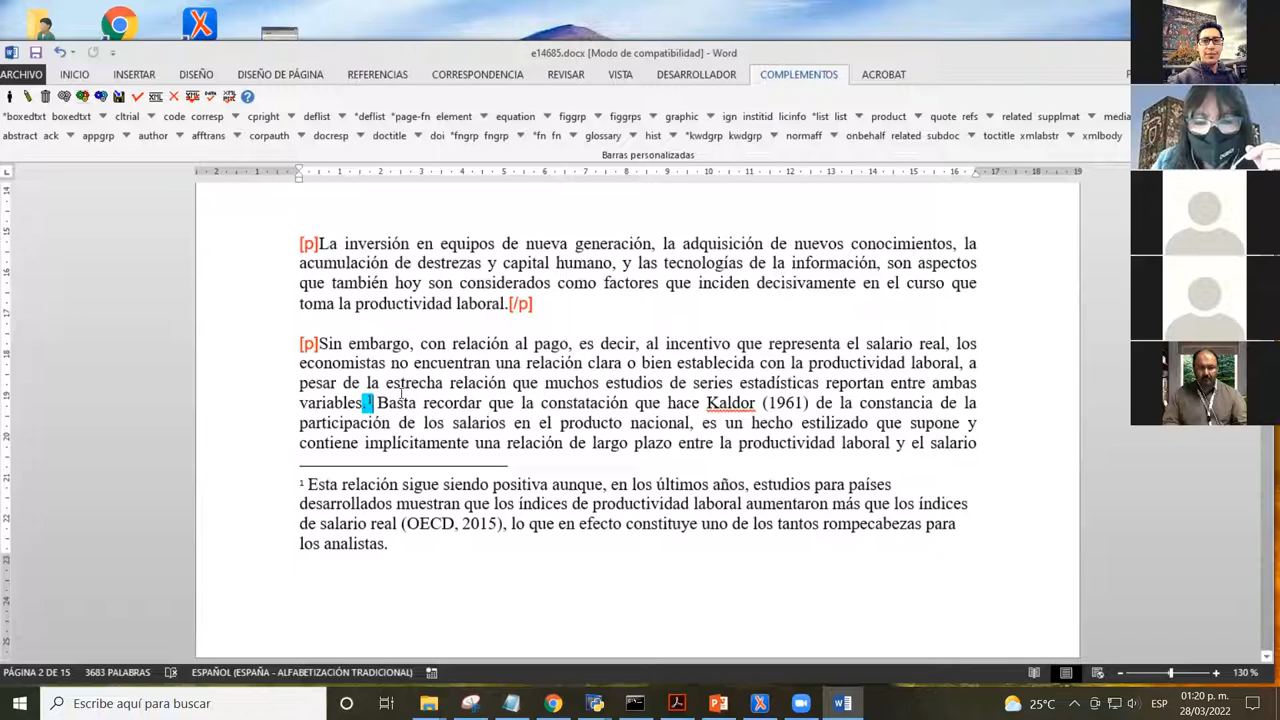 e14685.docx [Modo de compatibilidad] - Word
ARCHIVO INICIO INSERTAR DISEÑO DISEÑO DE PÁGINA REFERENCIAS CORRESPONDENCIA REVISAR VISTA DESARROLLADOR COMPLEMENTOS ACROBAT
*boxedtxt boxedtxt cltrial code corresp cpright deflist *deflist *page-fn element equation figgrp figgrps graphic ign institid licinfo *list list product quote refs related supplmat media
abstract ack appgrp author afftrans corpauth docresp doctitle doi *fngrp fngrp *fn fn glossary hist *kwdgrp kwdgrp normaff onbehalf related subdoc toctitle xmlabstr xmlbody
Barras personalizadas
[p]La inversión en equipos de nueva generación, la adquisición de nuevos conocimientos, la
acumulación de destrezas y capital humano, y las tecnologías de la información, son aspectos
que también hoy son considerados como factores que inciden decisivamente en el curso que
toma la productividad laboral.[/p]
[p]Sin embargo, con relación al pago, es decir, al incentivo que representa el salario real, los
economistas no encuentran una relación clara o bien establecida con la productividad laboral, a
pesar de la estrecha relación que muchos estudios de series estadísticas reportan entre ambas
variables.¹ Basta recordar que la constatación que hace Kaldor (1961) de la constancia de la
participación de los salarios en el producto nacional, es un hecho estilizado que supone y
contiene implícitamente una relación de largo plazo entre la productividad laboral y el salario
¹ Esta relación sigue siendo positiva aunque, en los últimos años, estudios para países
desarrollados muestran que los índices de productividad laboral aumentaron más que los índices
de salario real (OECD, 2015), lo que en efecto constituye uno de los tantos rompecabezas para
los analistas.
PÁGINA 2 DE 15 3683 PALABRAS ESPAÑOL (ESPAÑA - ALFABETIZACIÓN TRADICIONAL) 130 %
Escribe aquí para buscar
25°C ESP
01:20 p. m.
28/03/2022